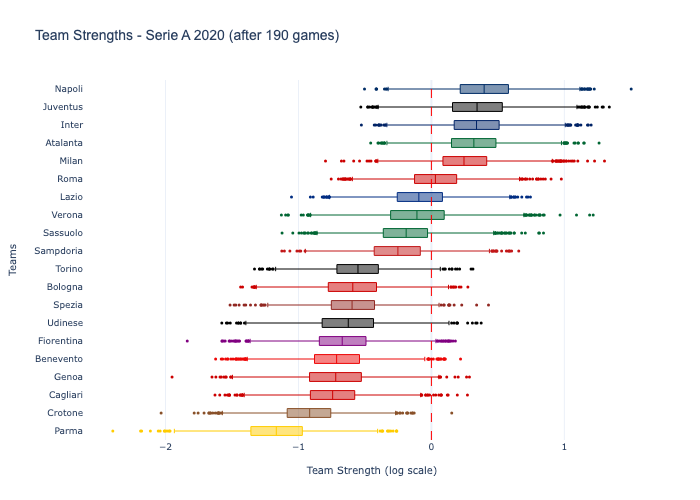 Team Strengths - Serie A 2020 (after 190 games)
Napoli
Juventus
Inter
Atalanta
Milan
Roma
Lazio
Verona
Sassuolo
Sampdoria
Torino
Bologna
Spezia
Udinese
Fiorentina
Benevento
Genoa
Cagliari
Crotone
Parma
Teams
−2 −1 0 1
Team Strength (log scale)